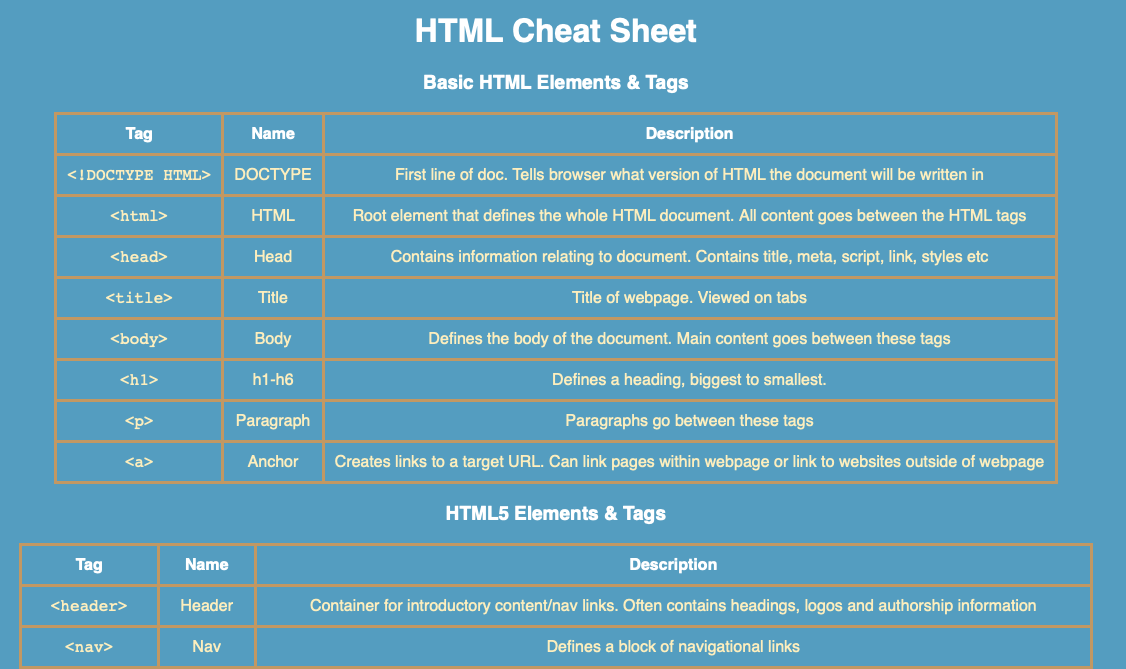 HTML Cheat Sheet
Basic HTML Elements & Tags
Tag Name Description
<!DOCTYPE HTML> DOCTYPE First line of doc. Tells browser what version of HTML the document will be written in
<html> HTML Root element that defines the whole HTML document. All content goes between the HTML tags
<head> Head Contains information relating to document. Contains title, meta, script, link, styles etc
<title> Title Title of webpage. Viewed on tabs
<body> Body Defines the body of the document. Main content goes between these tags
<h1> h1-h6 Defines a heading, biggest to smallest.
<p> Paragraph Paragraphs go between these tags
<a> Anchor Creates links to a target URL. Can link pages within webpage or link to websites outside of webpage
HTML5 Elements & Tags
Tag Name Description
<header> Header Container for introductory content/nav links. Often contains headings, logos and authorship information
<nav> Nav Defines a block of navigational links